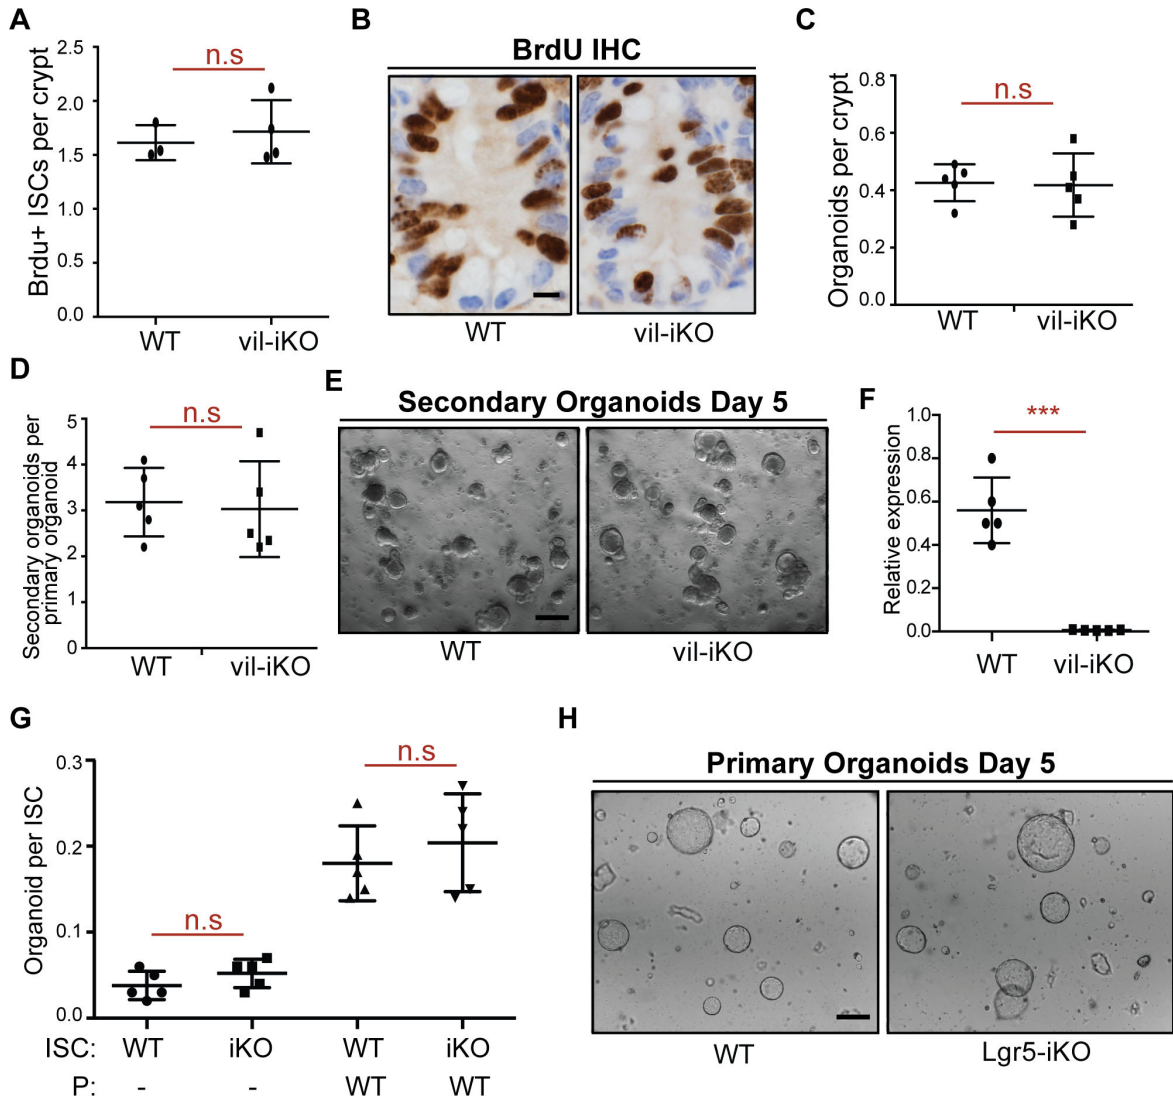 A
Brdu+ ISCs per crypt
2.5
2.0
1.5
1.0
0.5
0.0
n.s
WT
vil-iKO
B
BrdU IHC
WT
vil-iKO
C
Organoids per crypt
0.8
0.6
0.4
0.2
0.0
n.s
WT
vil-iKO
D
Secondary organoids per
primary organoid
5
4
3
2
1
0
n.s
WT
vil-iKO
E
Secondary Organoids Day 5
WT
vil-iKO
F
Relative expression
1.0
0.8
0.6
0.4
0.2
0.0
***
WT
vil-iKO
G
Organoid per ISC
0.3
0.2
0.1
0.0
n.s
n.s
ISC: WT iKO WT iKO
P: - - WT WT
H
Primary Organoids Day 5
WT
Lgr5-iKO